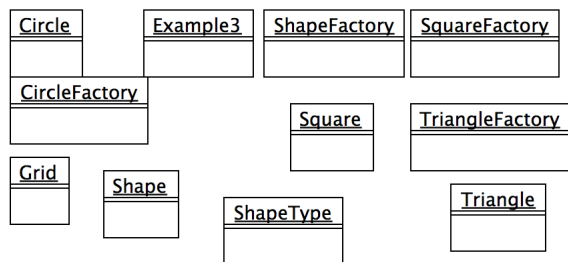 Circle
Example3
ShapeFactory
SquareFactory
CircleFactory
Square
TriangleFactory
Grid
Shape
ShapeType
Triangle